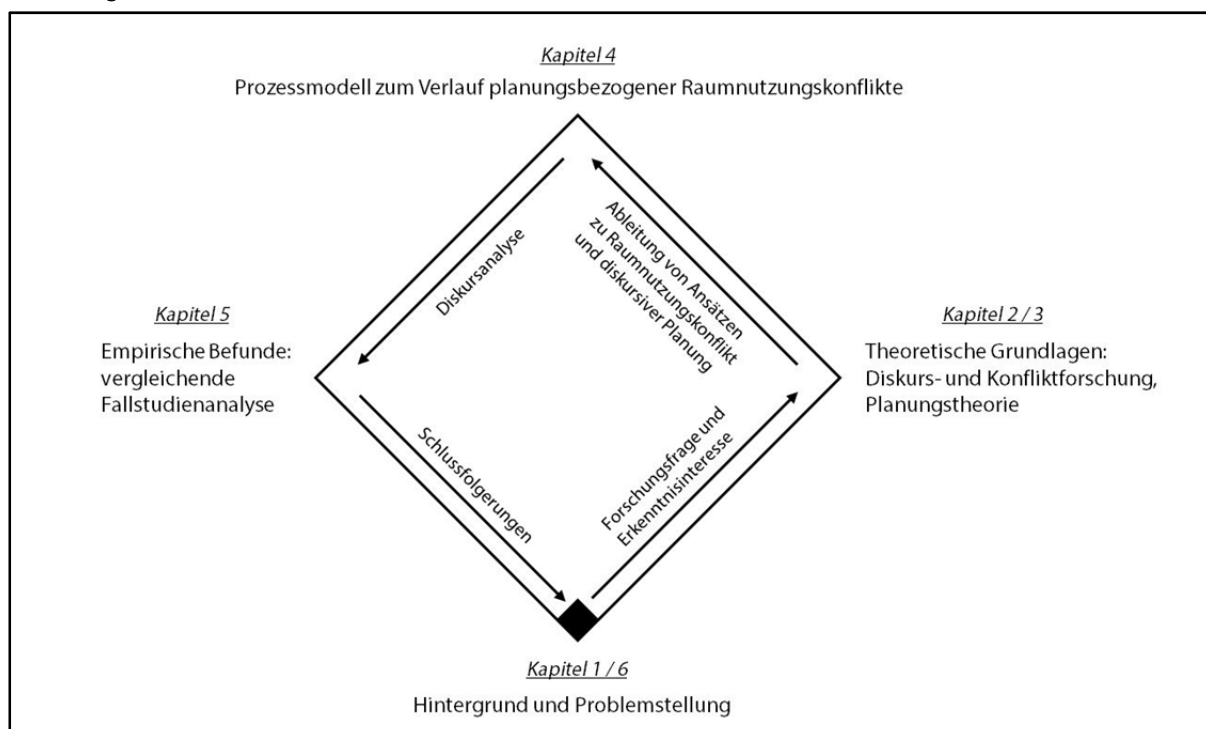 Kapitel 4
Prozessmodell zum Verlauf planungsbezogener Raumnutzungskonflikte
Diskursanalyse
Ableitung von Ansätzen
zu Raumnutzungskonflikt
und diskursiver Planung
Kapitel 5
Empirische Befunde:
vergleichende
Fallstudienanalyse
Kapitel 2 / 3
Theoretische Grundlagen:
Diskurs- und Konfliktforschung,
Planungstheorie
Schlussfolgerungen
Forschungsfrage und
Erkenntnisinteresse
Kapitel 1 / 6
Hintergrund und Problemstellung